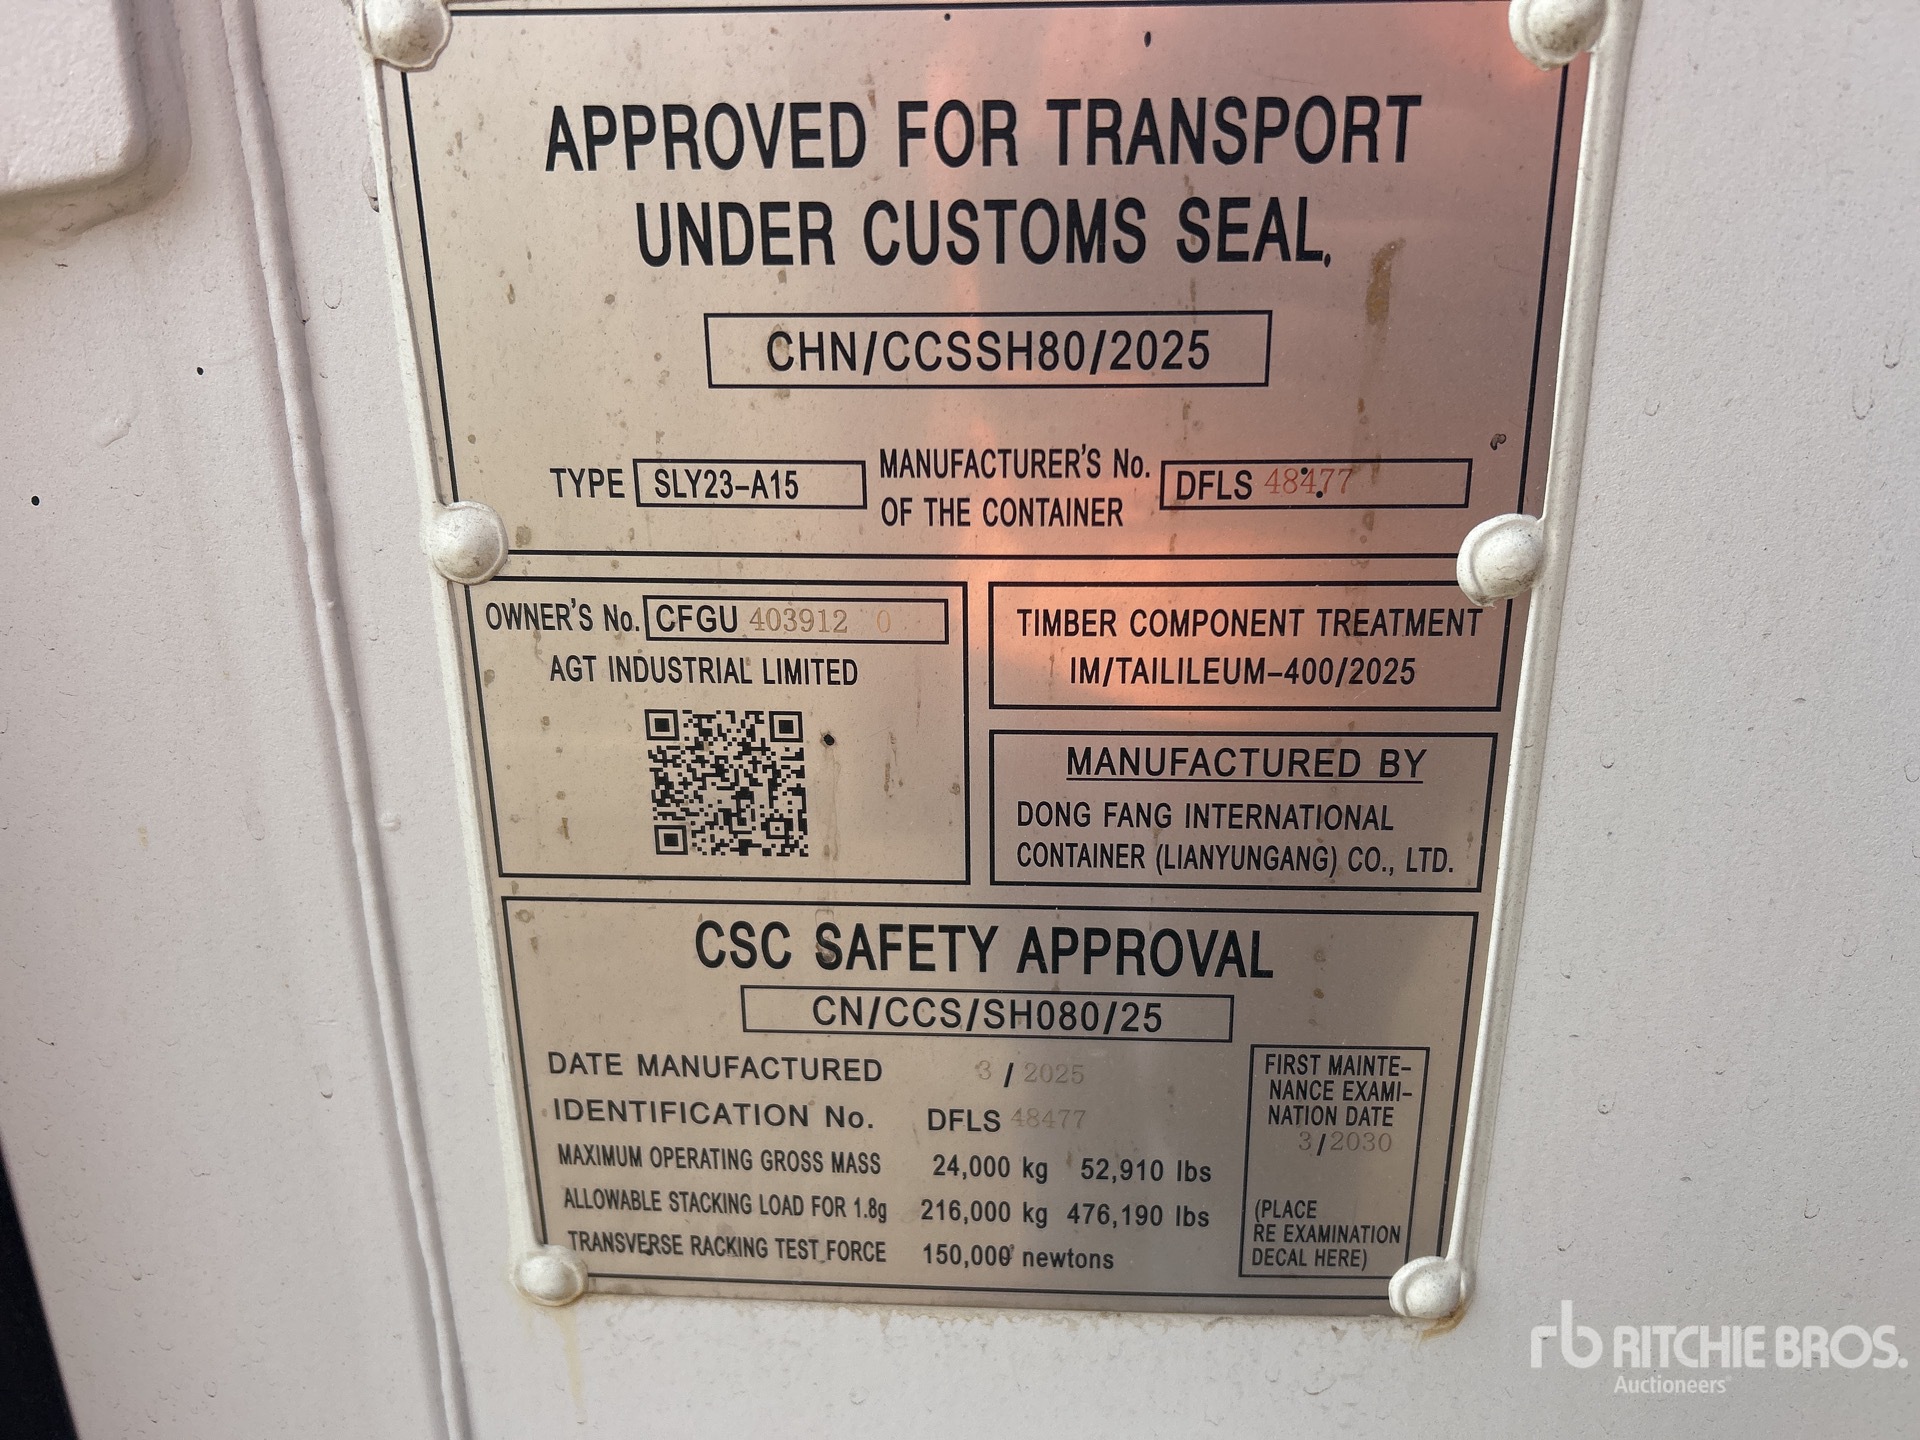 APPROVED FOR TRANSPORT
UNDER CUSTOMS SEAL.
CHN/CCSSH80/2025
TYPE SLY23-A15 MANUFACTURER'S No. OF THE CONTAINER DFLS 48477
OWNER'S No. CFGU 403912 0
AGT INDUSTRIAL LIMITED
TIMBER COMPONENT TREATMENT
IM/TAILILEUM-400/2025
MANUFACTURED BY
DONG FANG INTERNATIONAL
CONTAINER (LIANYUNGANG) CO., LTD.
CSC SAFETY APPROVAL
CN/CCS/SH080/25
DATE MANUFACTURED 3 / 2025
IDENTIFICATION No. DFLS 48477
MAXIMUM OPERATING GROSS MASS 24,000 kg 52,910 lbs
ALLOWABLE STACKING LOAD FOR 1.8g 216,000 kg 476,190 lbs
TRANSVERSE RACKING TEST FORCE 150,000 newtons
FIRST MAINTE-
NANCE EXAMI-
NATION DATE
3/2030
(PLACE
RE EXAMINATION
DECAL HERE)
rb RITCHIE BROS.
Auctioneers